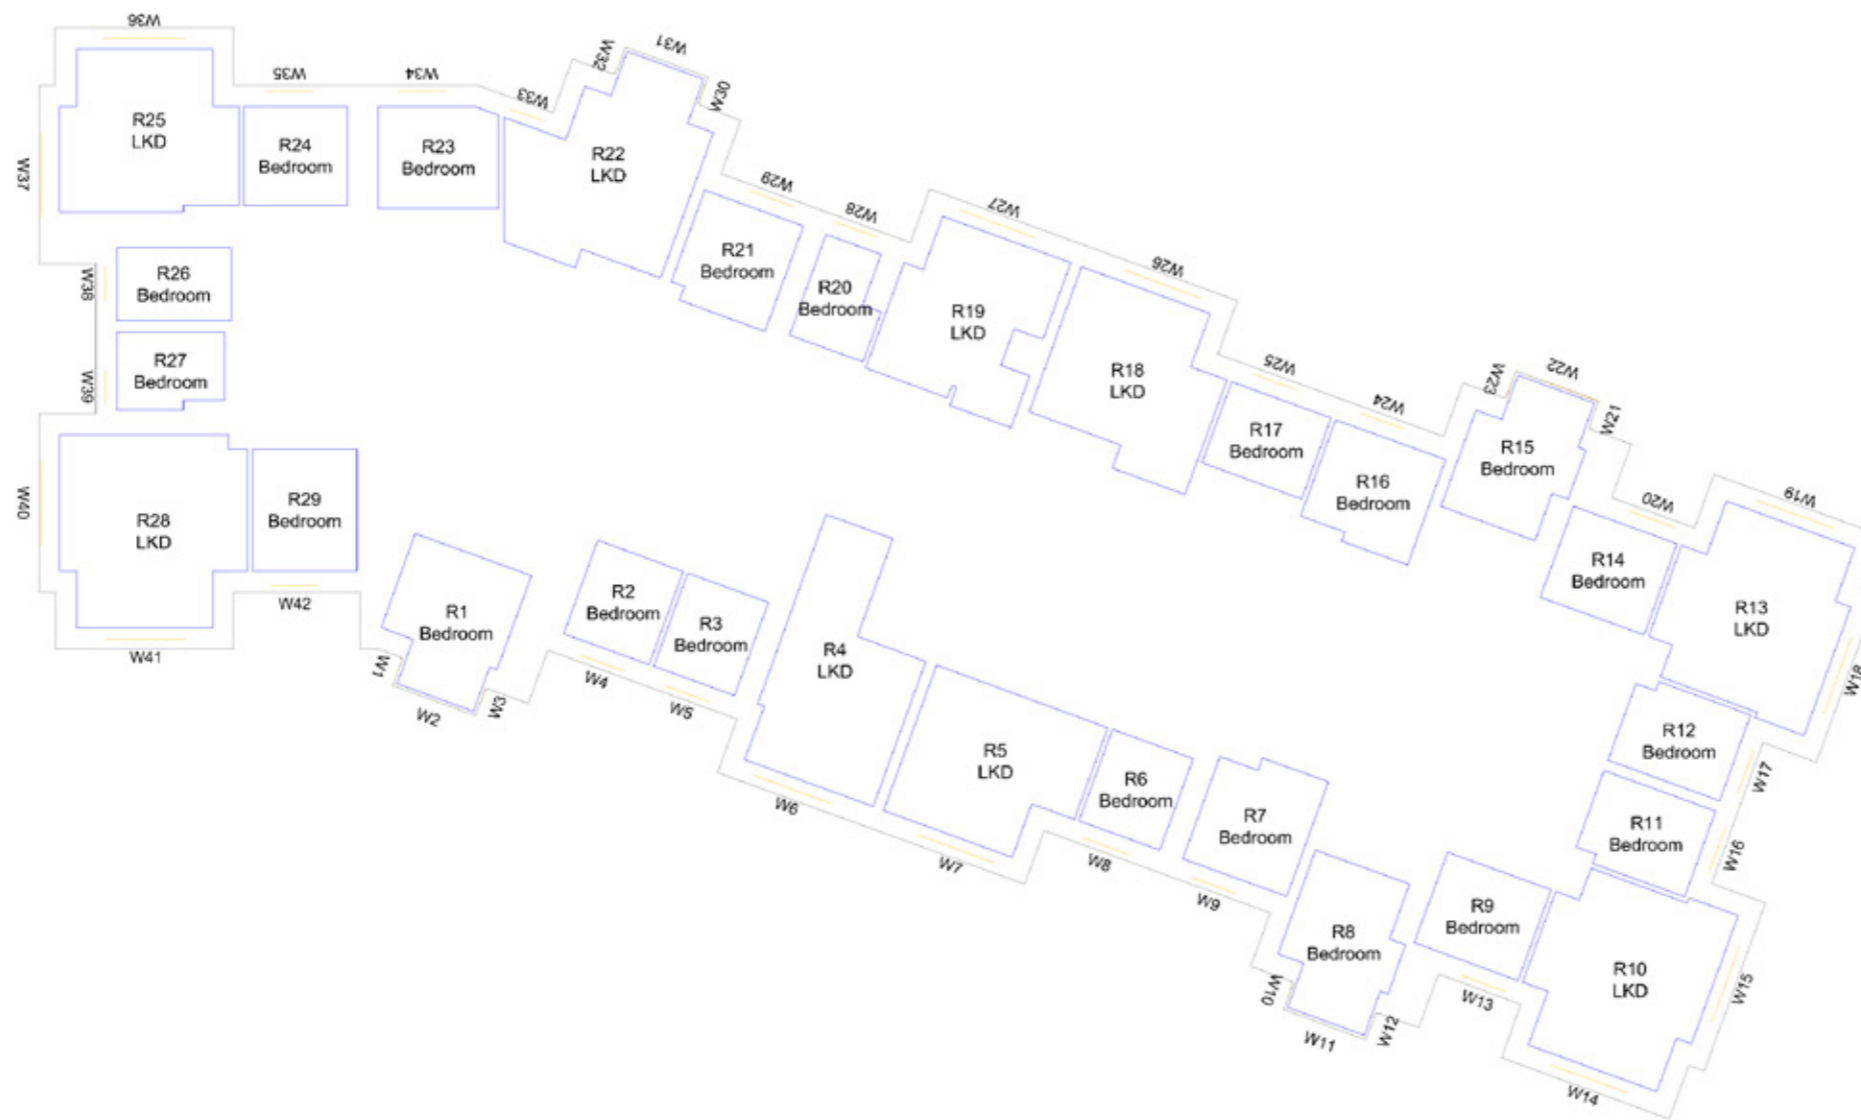 W36
W31
W32
W30
W35
W34
W33
R25
LKD
R24
Bedroom
R23
Bedroom
R22
LKD
W37
W29
W28
W27
W26
R26
Bedroom
W38
R21
Bedroom
R20
Bedroom
R19
LKD
R27
Bedroom
W39
R18
LKD
W25
W24
W23
W22
W21
R17
Bedroom
R16
Bedroom
R15
Bedroom
W20
W19
W40
R28
LKD
R29
Bedroom
R14
Bedroom
R13
LKD
W18
W42
W41
R1
Bedroom
R2
Bedroom
R3
Bedroom
R4
LKD
W1
W2
W3
W4
W5
R12
Bedroom
W17
R5
LKD
R6
Bedroom
R7
Bedroom
R11
Bedroom
W16
W6
W7
W8
W9
R8
Bedroom
R9
Bedroom
R10
LKD
W15
W10
W11
W12
W13
W14